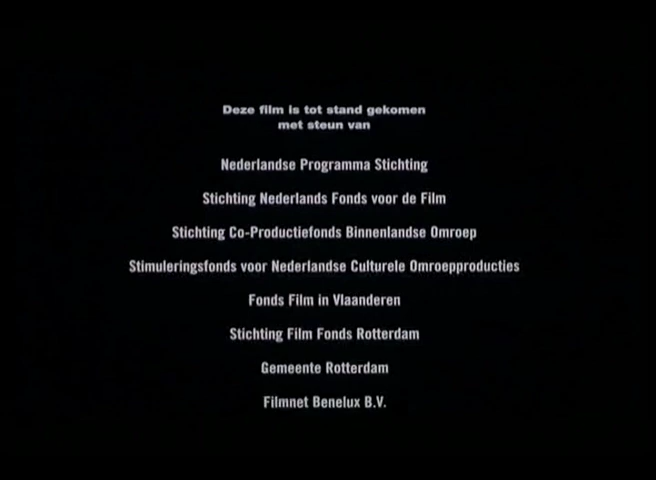 Deze film is tot stand gekomen
met steun van
Nederlandse Programma Stichting
Stichting Nederlands Fonds voor de Film
Stichting Co-Productiefonds Binnenlandse Omroep
Stimuleringsfonds voor Nederlandse Culturele Omroepproducties
Fonds Film in Vlaanderen
Stichting Film Fonds Rotterdam
Gemeente Rotterdam
Filmnet Benelux B.V.